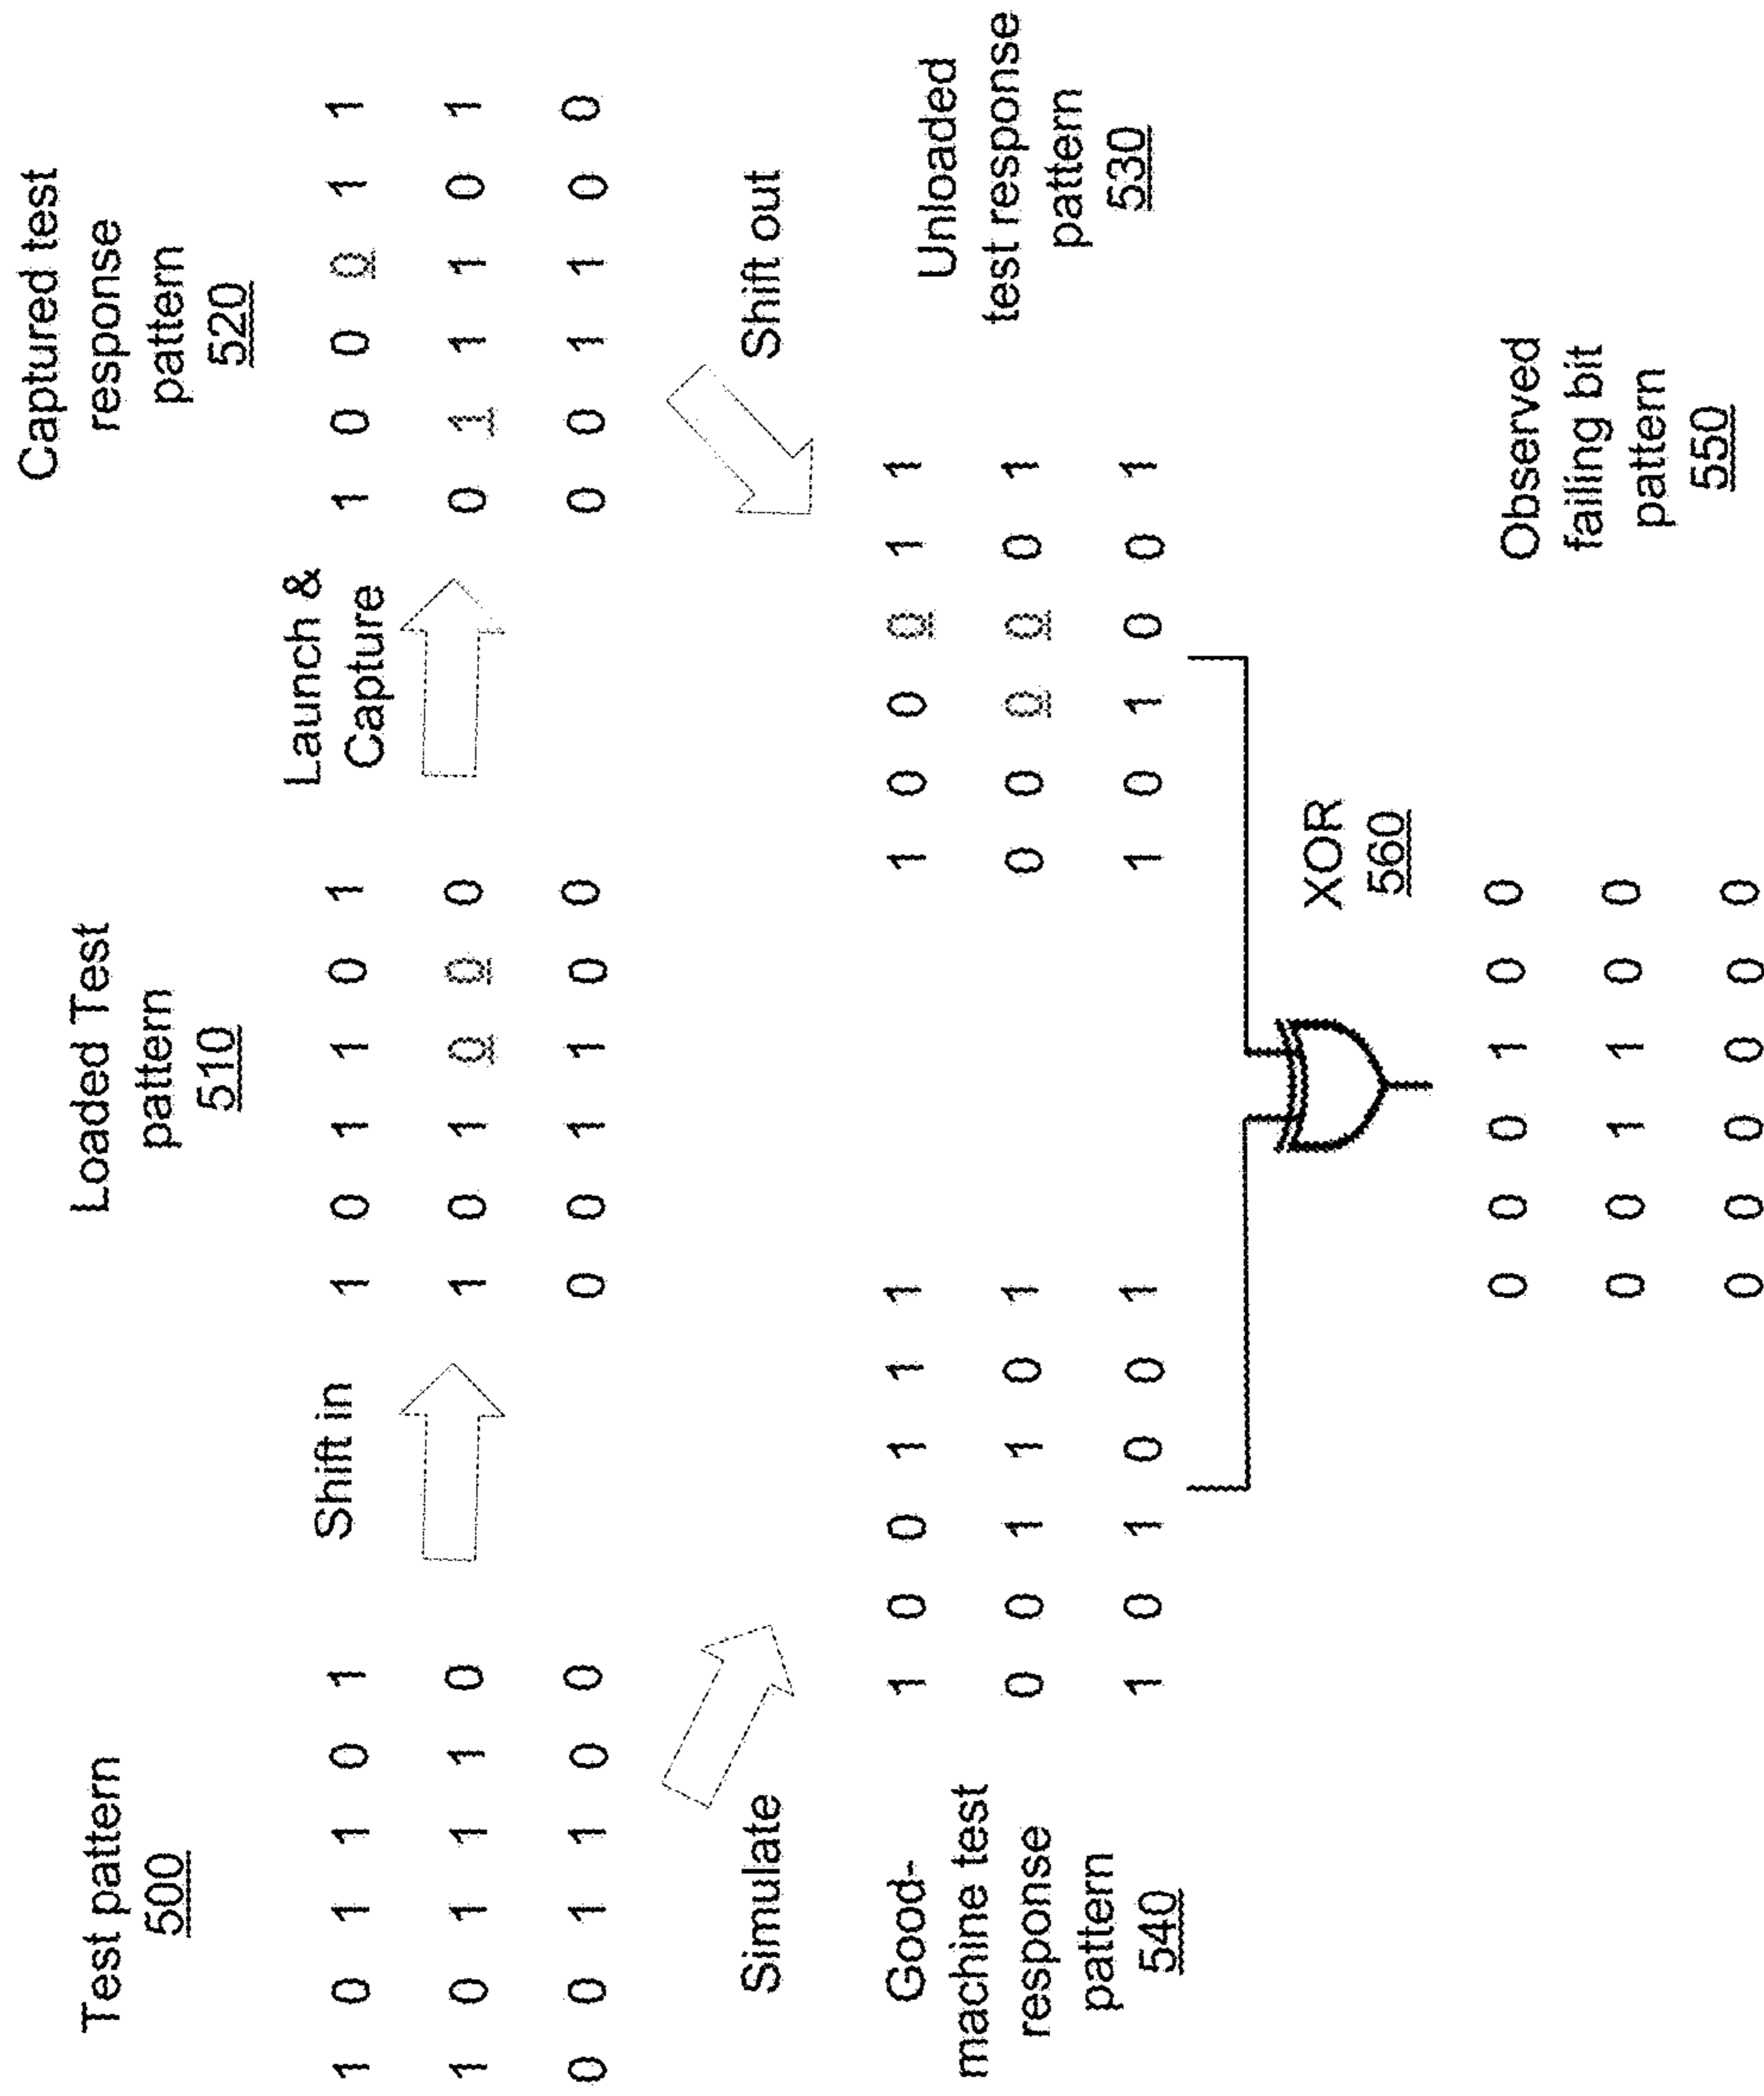 Test pattern
500
1 0 1 1 0 1
1 0 1 1 1 0
0 0 1 1 0 0
Shift in
Loaded Test
pattern
510
1 0 1 1 0 1
1 0 1 0 0 0
0 0 1 1 0 0
Launch &
Capture
Captured test
response
pattern
520
1 0 0 0 1 1
0 1 1 1 0 1
0 0 1 1 0 0
Simulate
Shift out
Good-
machine test
response
pattern
540
1 0 0 1 1 1
0 0 1 1 0 1
1 0 1 0 0 1
1 0 0 0 1 1
0 0 0 0 0 1
1 0 1 0 0 1
Unloaded
test response
pattern
530
XOR
560
0 0 0 1 0 0
0 0 1 1 0 0
0 0 0 0 0 0
Observed
failing bit
pattern
550